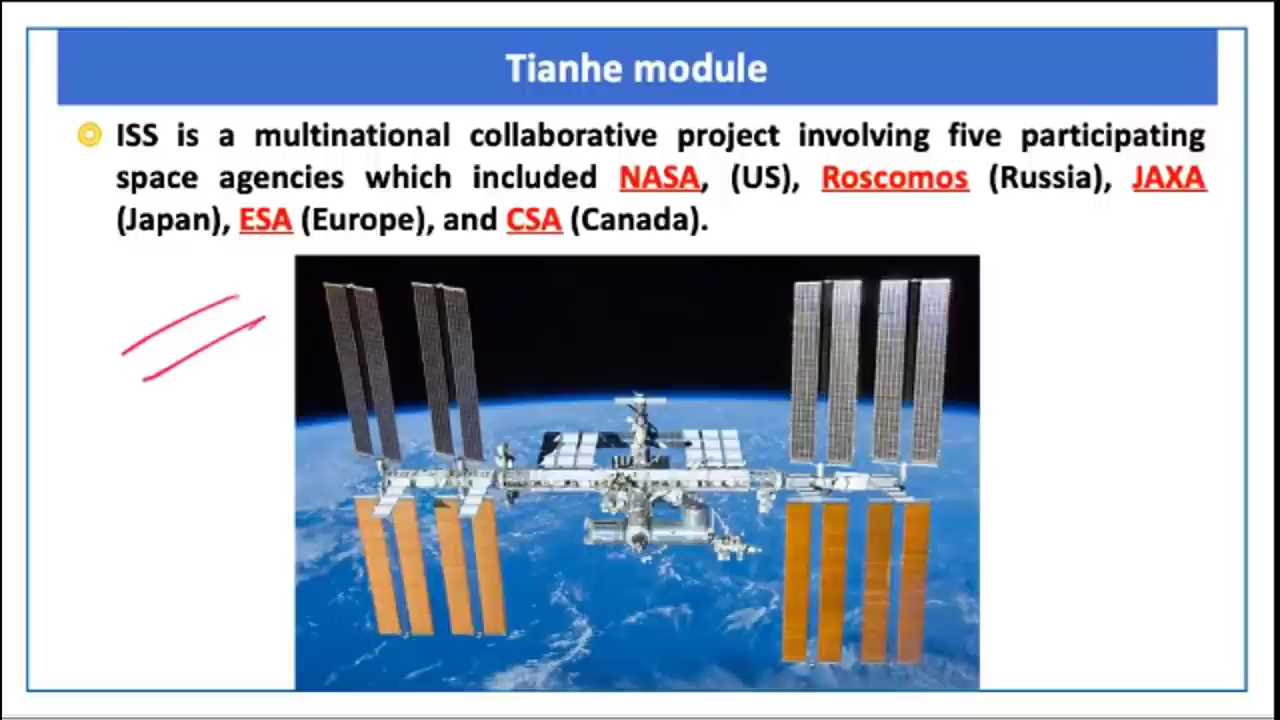 Tianhe module
ISS is a multinational collaborative project involving five participating
space agencies which included NASA, (US), Roscomos (Russia), JAXA
(Japan), ESA (Europe), and CSA (Canada).